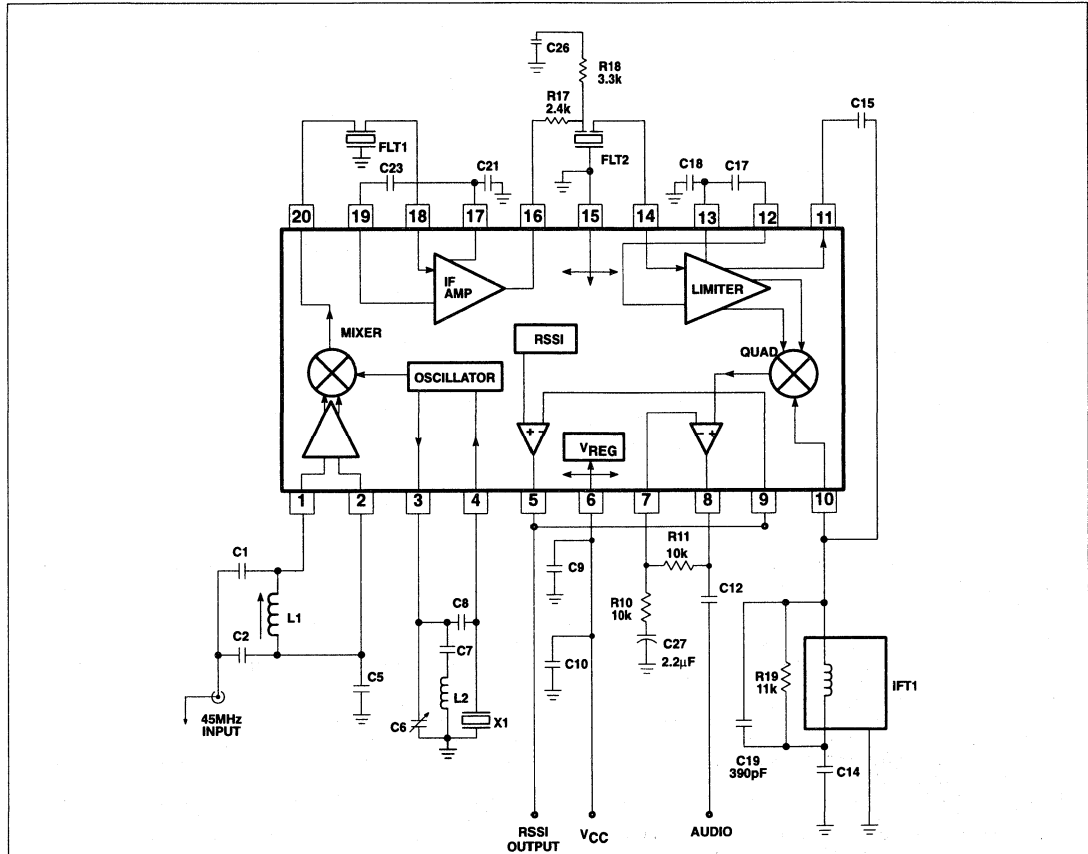 C26
R18
3.3k
R17
2.4k
C15
FLT1
FLT2
C23
C21
C18
C17
20
19
18
17
16
15
14
13
12
11
IF
AMP
LIMITER
MIXER
RSSI
QUAD
OSCILLATOR
+ -
VREG
- +
1
2
3
4
5
6
7
8
9
10
C1
L1
C2
C5
45MHz
INPUT
C8
C7
L2
C6
X1
C9
C10
R11
10k
R10
10k
C12
C27
2.2µF
R19
11k
IFT1
C19
390pF
C14
RSSI
OUTPUT
VCC
AUDIO